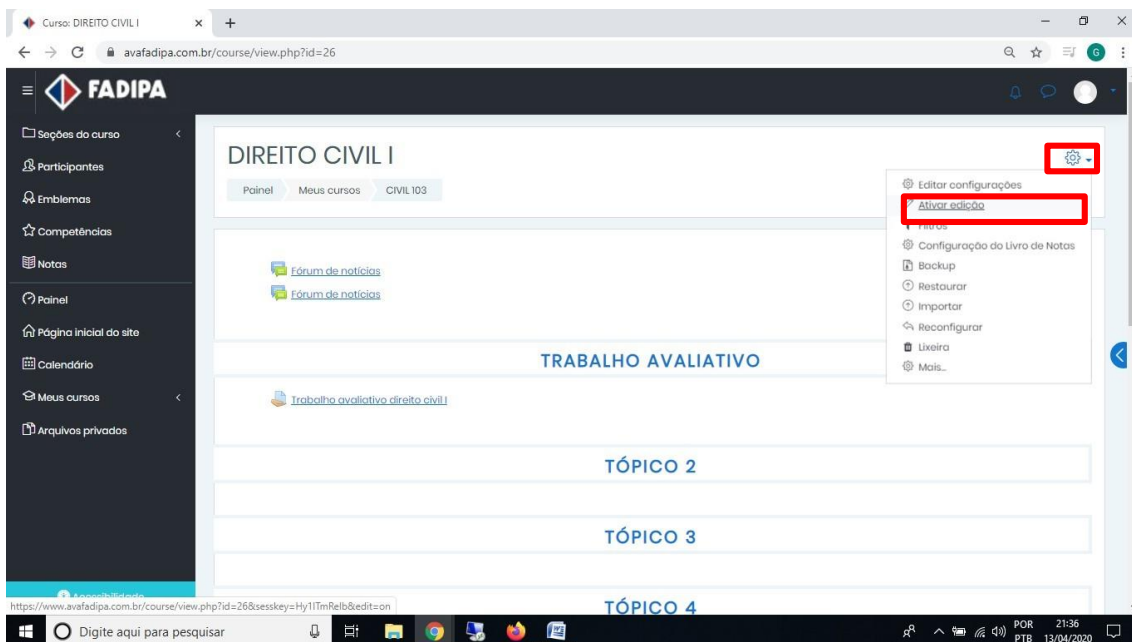 Curso: DIREITO CIVIL I
avafadipa.com.br/course/view.php?id=26
G
FADIPA
Seções do curso
Participantes
Emblemas
Competências
Notas
Painel
Página inicial do site
Calendário
Meus cursos
Arquivos privados
DIREITO CIVIL I
Painel Meus cursos CIVIL 103
Editar configurações
Ativar edição
Filtros
Configuração do Livro de Notas
Backup
Restaurar
Importar
Reconfigurar
Lixeira
Mais...
Fórum de notícias
Fórum de notícias
TRABALHO AVALIATIVO
Trabalho avaliativo direito civil I
TÓPICO 2
TÓPICO 3
TÓPICO 4
Acessibilidade
https://www.avafadipa.com.br/course/view.php?id=26&sesskey=Hy1ITmRelb&edit=on
Digite aqui para pesquisar
POR
PTB
21:36
13/04/2020